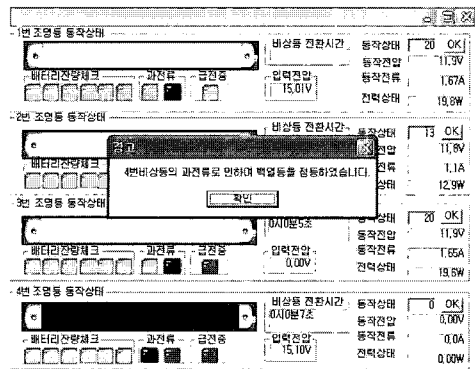 1번 조명등 동작상태
비상등 전환시간
동작상태 20 OK
동작전압 11,9V
배터리잔량체크 과전류 급전중
입력전압
15,01V
동작전류 1,67A
전력상태 19,8W
2번 조명등 동작상태
비상등 전환시간
동작상태 13 OK
경고
전압 11,8V
배터리잔량체크
4번비상등의 과전류로 인하여 백열등을 점등하였습니다.
전류 1,1A
상태 12,9W
확인
3번 조명등 동작상태
0시0분5초
상태 20 OK
동작전압 11,9V
배터리잔량체크 과전류 급전중
입력전압
0,00V
동작전류 1,65A
전력상태 19,6W
4번 조명등 동작상태
비상등 전환시간
0시0분7초
동작상태 0 OK
동작전압 0,00V
배터리잔량체크 과전류 급전중
입력전압
15,10V
동작전류 0,0A
전력상태 0,00W